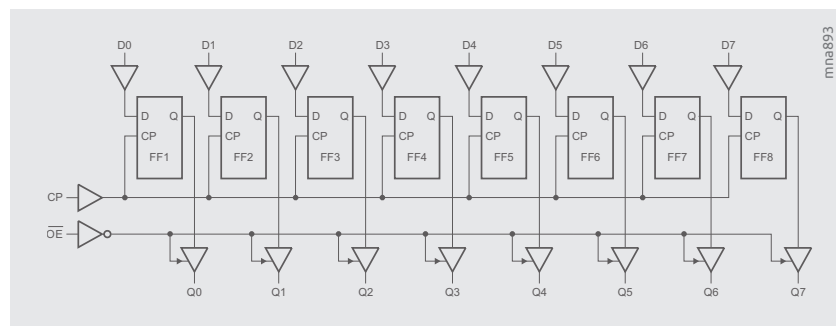 mna893
D0 D1 D2 D3 D4 D5 D6 D7
D Q D Q D Q D Q D Q D Q D Q D Q
CP CP CP CP CP CP CP CP
FF1 FF2 FF3 FF4 FF5 FF6 FF7 FF8
CP
OE
Q0 Q1 Q2 Q3 Q4 Q5 Q6 Q7